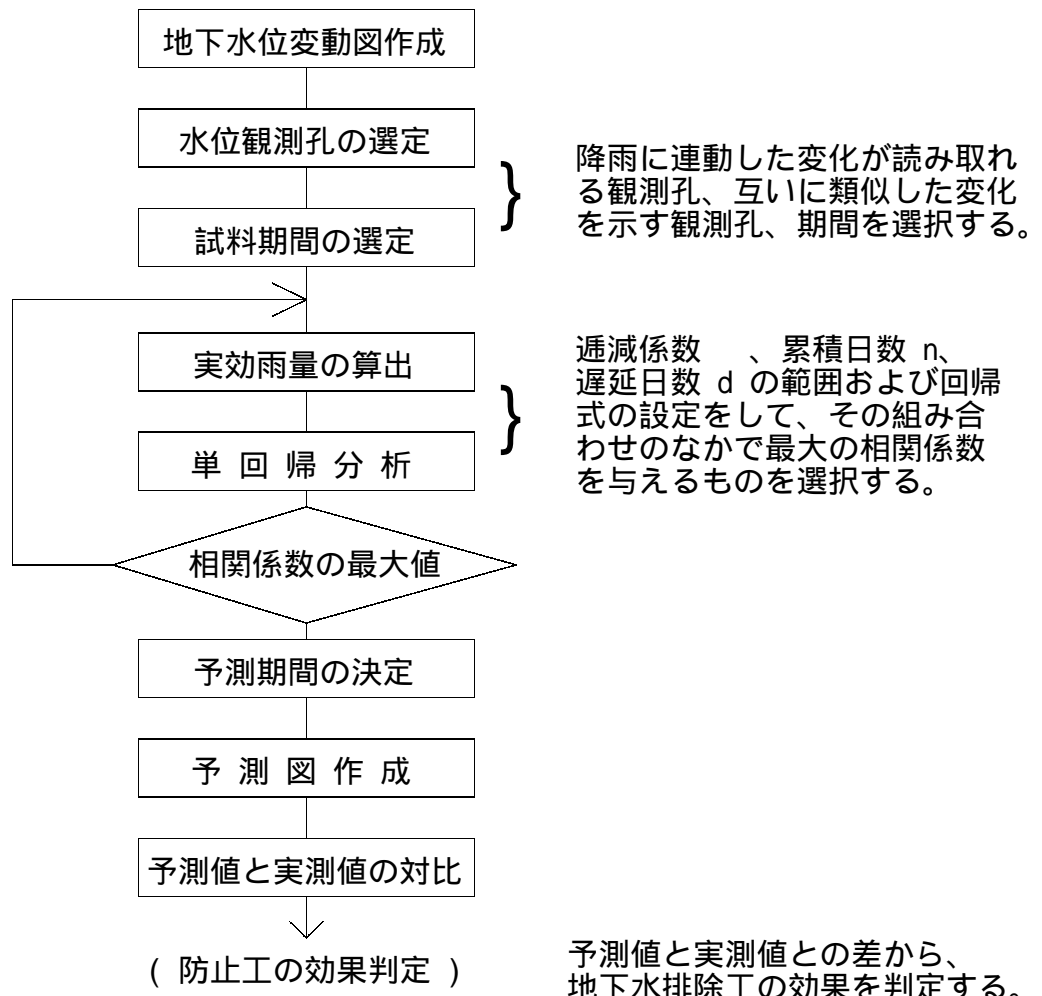 地下水位変動図作成
水位観測孔の選定
試料期間の選定
降雨に連動した変化が読み取れ
る観測孔、互いに類似した変化
を示す観測孔、期間を選択する。
実効雨量の算出
単 回 帰 分 析
逓減係数　 、累積日数 n、
遅延日数 d の範囲および回帰
式の設定をして、その組み合
わせのなかで最大の相関係数
を与えるものを選択する。
相関係数の最大値
予測期間の決定
予 測 図 作 成
予測値と実測値の対比
( 防止工の効果判定 )
予測値と実測値との差から、
地下水排除工の効果を判定する。